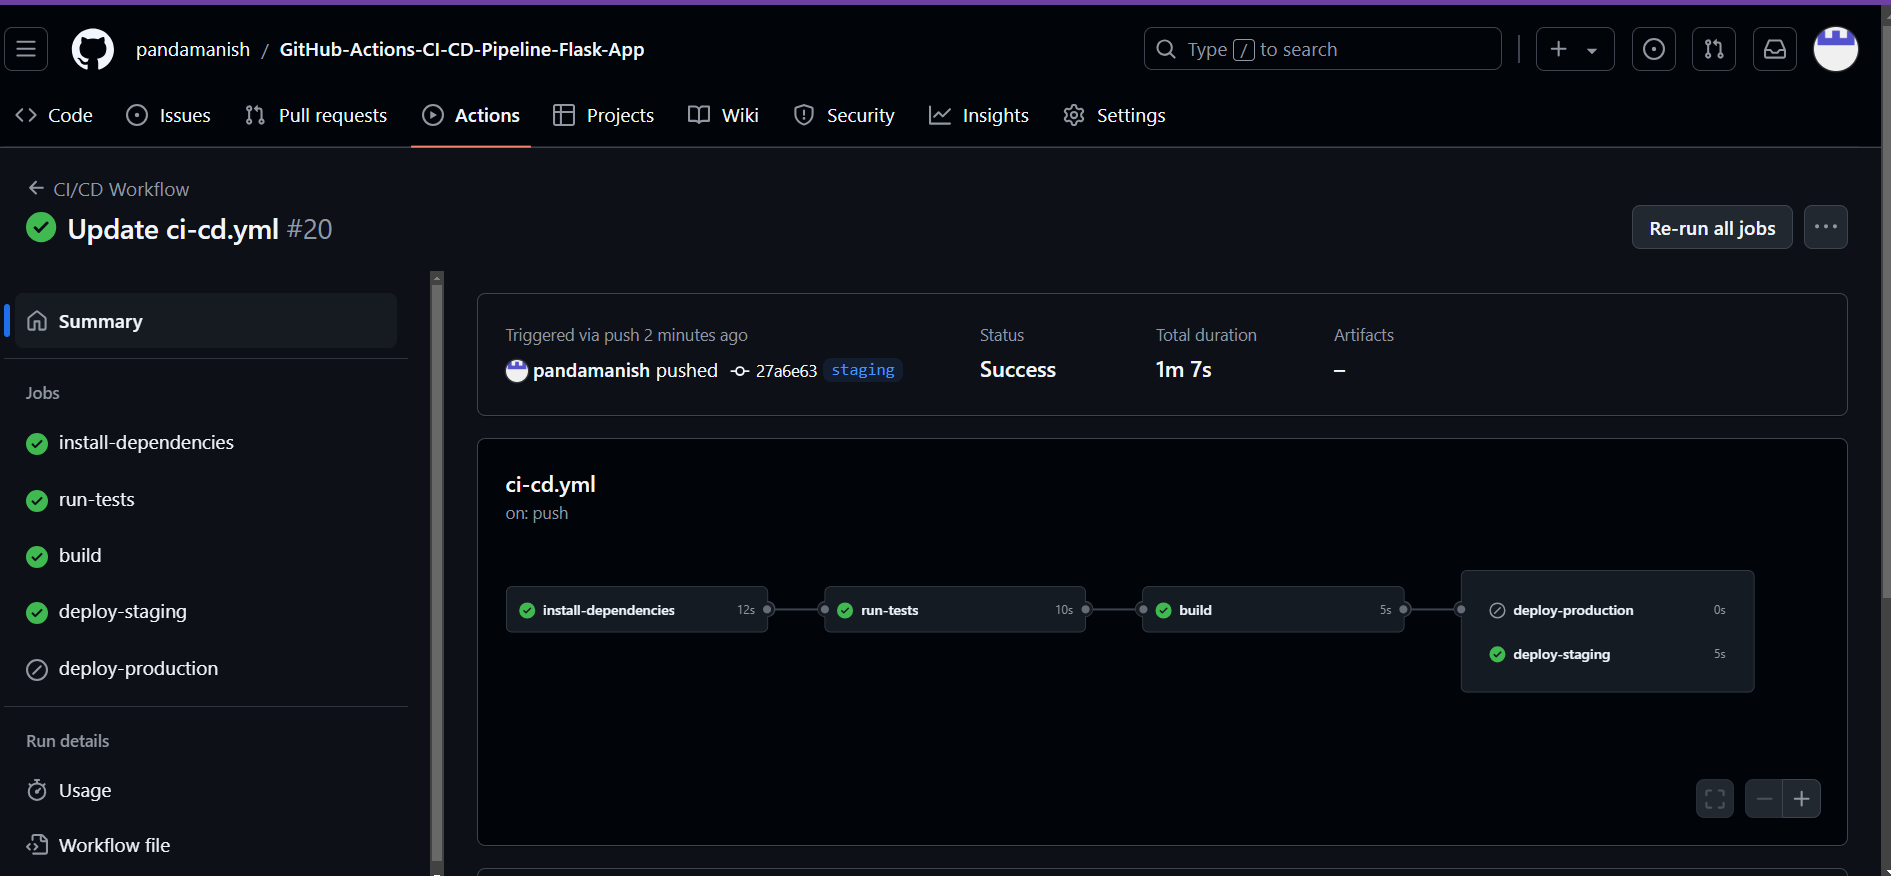 pandamanish / GitHub-Actions-CI-CD-Pipeline-Flask-App
Type / to search
Code
Issues
Pull requests
Actions
Projects
Wiki
Security
Insights
Settings
CI/CD Workflow
Update ci-cd.yml #20
Re-run all jobs
Summary
Jobs
install-dependencies
run-tests
build
deploy-staging
deploy-production
Run details
Usage
Workflow file
Triggered via push 2 minutes ago
pandamanish pushed 27a6e63 staging
Status
Success
Total duration
1m 7s
Artifacts
–
ci-cd.yml
on: push
install-dependencies 12s
run-tests 10s
build 5s
deploy-production 0s
deploy-staging 5s